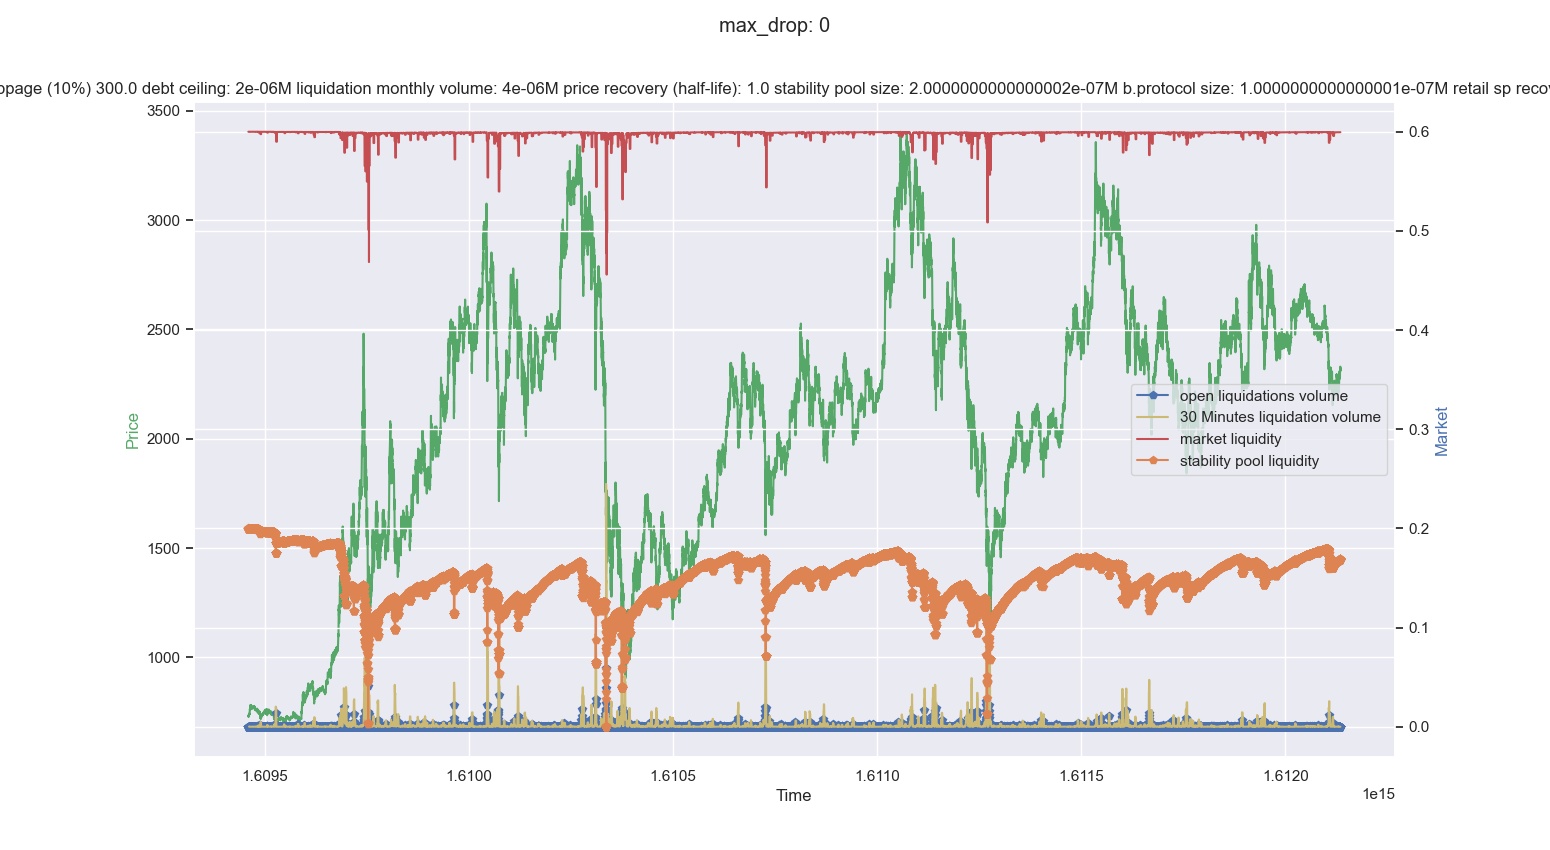 max_drop: 0
(10%) 300.0 debt ceiling: 2e-06M liquidation monthly volume: 4e-06M price recovery (half-life): 1.0 stability pool size: 2.0000000000000002e-07M b.protocol size: 1.0000000000000001e-07M retail sp
3500
3000
2500
2000
1500
1000
Price
0.6
0.5
0.4
0.3
0.2
0.1
0.0
Market
open liquidations volume
30 Minutes liquidation volume
market liquidity
stability pool liquidity
1.6095 1.6100 1.6105 1.6110 1.6115 1.6120
Time
1e15